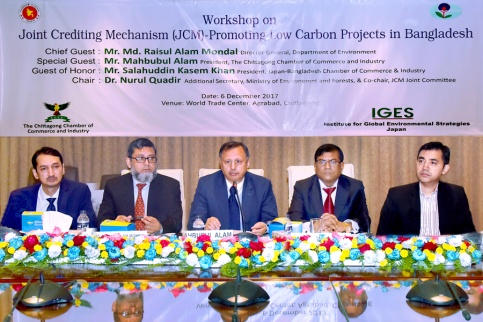 Workshop on
Joint Crediting Mechanism (JCM)-Promoting Low Carbon Projects in Bangladesh
Chief Guest : Mr. Md. Raisul Alam Mondal Director General, Department of Environment
Special Guest : Mr. Mahbubul Alam President, The Chittagong Chamber of Commerce and Industry
Guest of Honor : Mr. Salahuddin Kasem Khan President, Japan-Bangladesh Chamber of Commerce & Industry
Chair : Dr. Nurul Quadir Additional Secretary, Ministry of Environment and Forests, & Co-chair, JCM Joint Committee
Date: 6 December 2017
Venue: World Trade Center, Agrabad,
The Chittagong Chamber of
Commerce and Industry
IGES
Institute for Global Environmental Strategies
Japan
MAHBUBUL ALAM